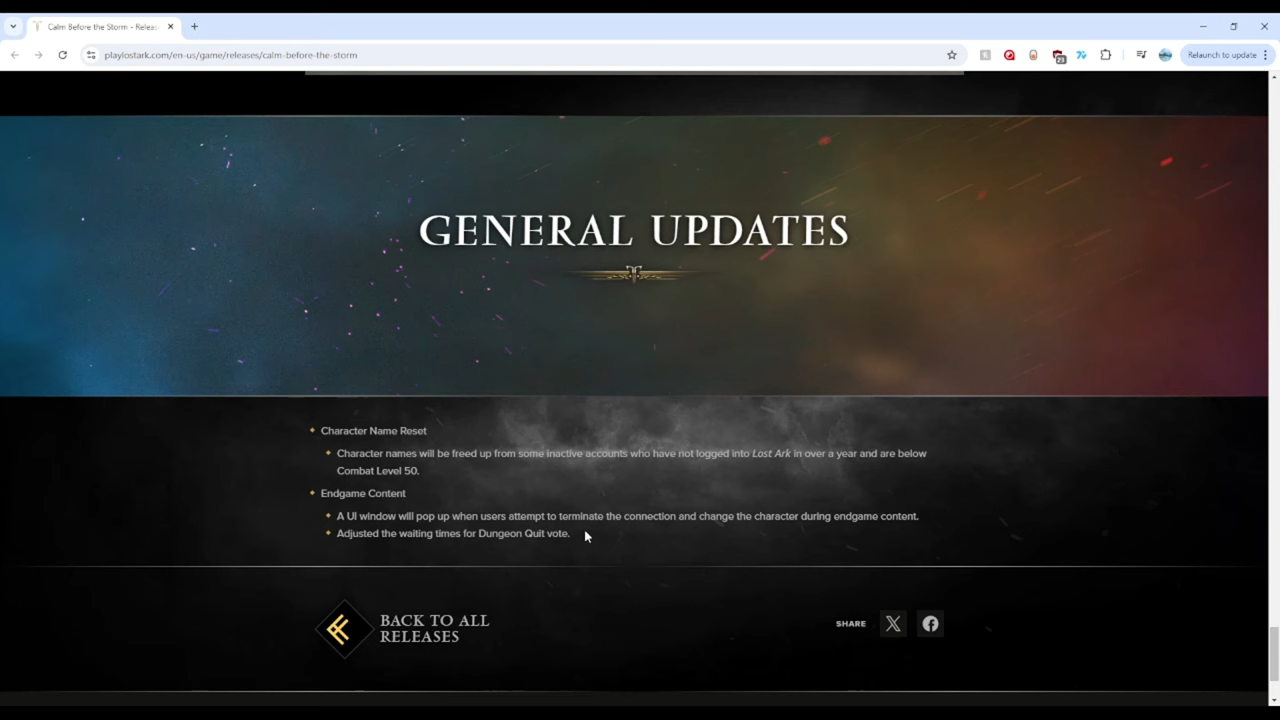 Calm Before the Storm - Releas
Relaunch to update
playlostark.com/en-us/game/releases/calm-before-the-storm
23
GENERAL UPDATES
Character Name Reset
Character names will be freed up from some inactive accounts who have not logged into Lost Ark in over a year and are below
Combat Level 50.
Endgame Content
A UI window will pop up when users attempt to terminate the connection and change the character during endgame content.
Adjusted the waiting times for Dungeon Quit vote.
BACK TO ALL
RELEASES
SHARE